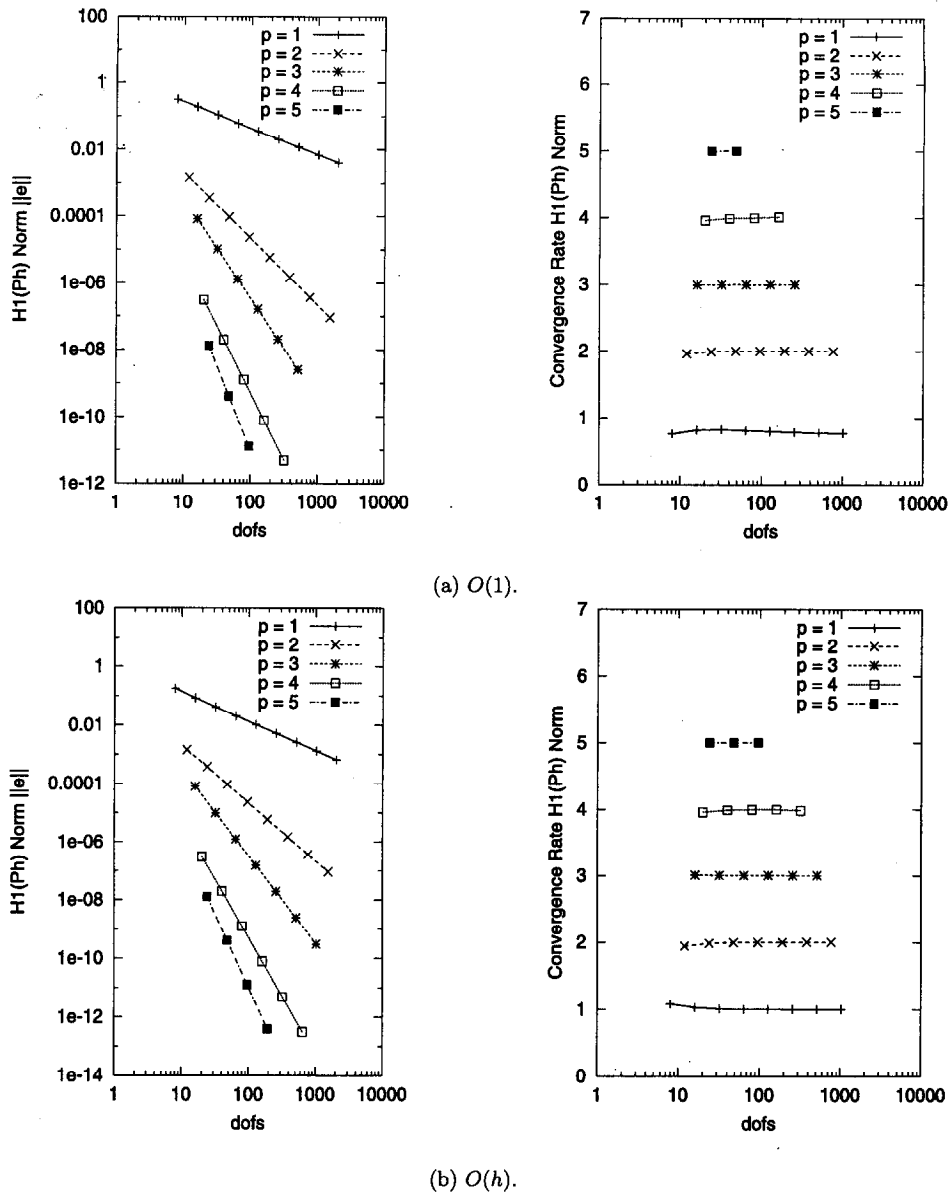 100
1
0.01
0.0001
1e-06
1e-08
1e-10
1e-12
H1(Ph) Norm ||e||
p = 1
p = 2
p = 3
p = 4
p = 5
1 10 100 1000 10000
dofs
7
6
5
4
3
2
1
0
Convergence Rate H1(Ph) Norm
p = 1
p = 2
p = 3
p = 4
p = 5
1 10 100 1000 10000
dofs
(a) O(1).
100
1
0.01
0.0001
1e-06
1e-08
1e-10
1e-12
1e-14
H1(Ph) Norm ||e||
p = 1
p = 2
p = 3
p = 4
p = 5
1 10 100 1000 10000
dofs
7
6
5
4
3
2
1
0
Convergence Rate H1(Ph) Norm
p = 1
p = 2
p = 3
p = 4
p = 5
1 10 100 1000 10000
dofs
(b) O(h).